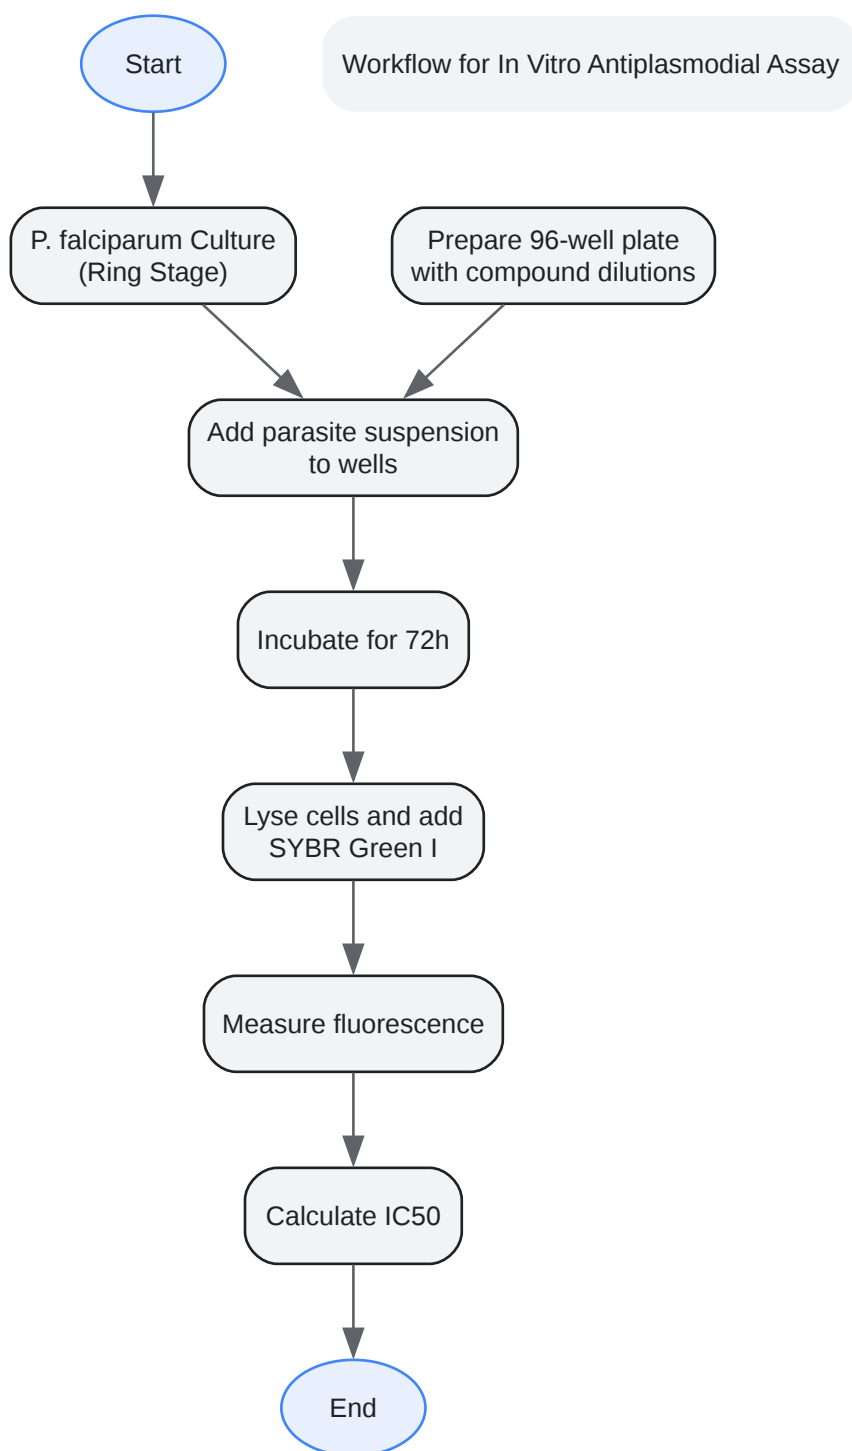 Start
Workflow for In Vitro Antiplasmodial Assay
P. falciparum Culture
(Ring Stage)
Prepare 96-well plate
with compound dilutions
Add parasite suspension
to wells
Incubate for 72h
Lyse cells and add
SYBR Green I
Measure fluorescence
Calculate IC50
End